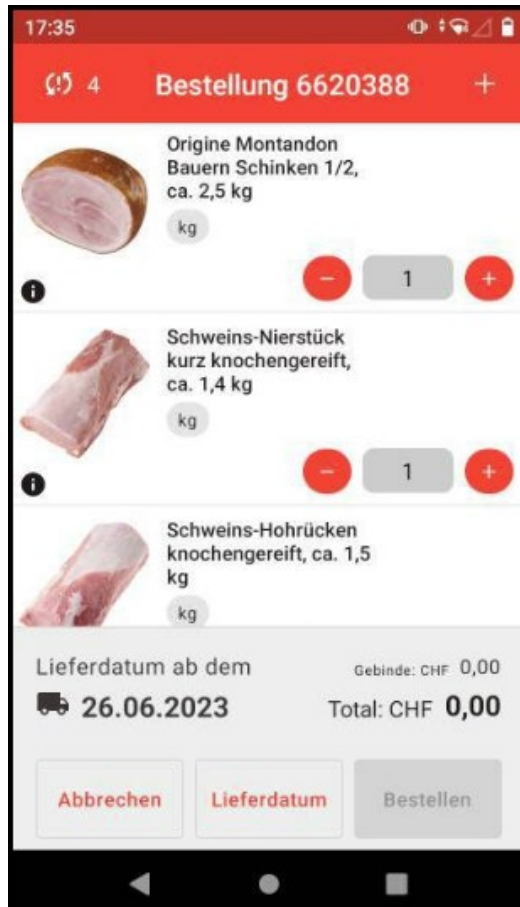 17:35
4 Bestellung 6620388 +
Origine Montandon
Bauern Schinken 1/2,
ca. 2,5 kg
kg
− 1 +
Schweins-Nierstück
kurz knochengereift,
ca. 1,4 kg
kg
− 1 +
Schweins-Hohrücken
knochengereift, ca. 1,5
kg
kg
Lieferdatum ab dem
Gebinde: CHF 0,00
26.06.2023
Total: CHF 0,00
Abbrechen Lieferdatum Bestellen